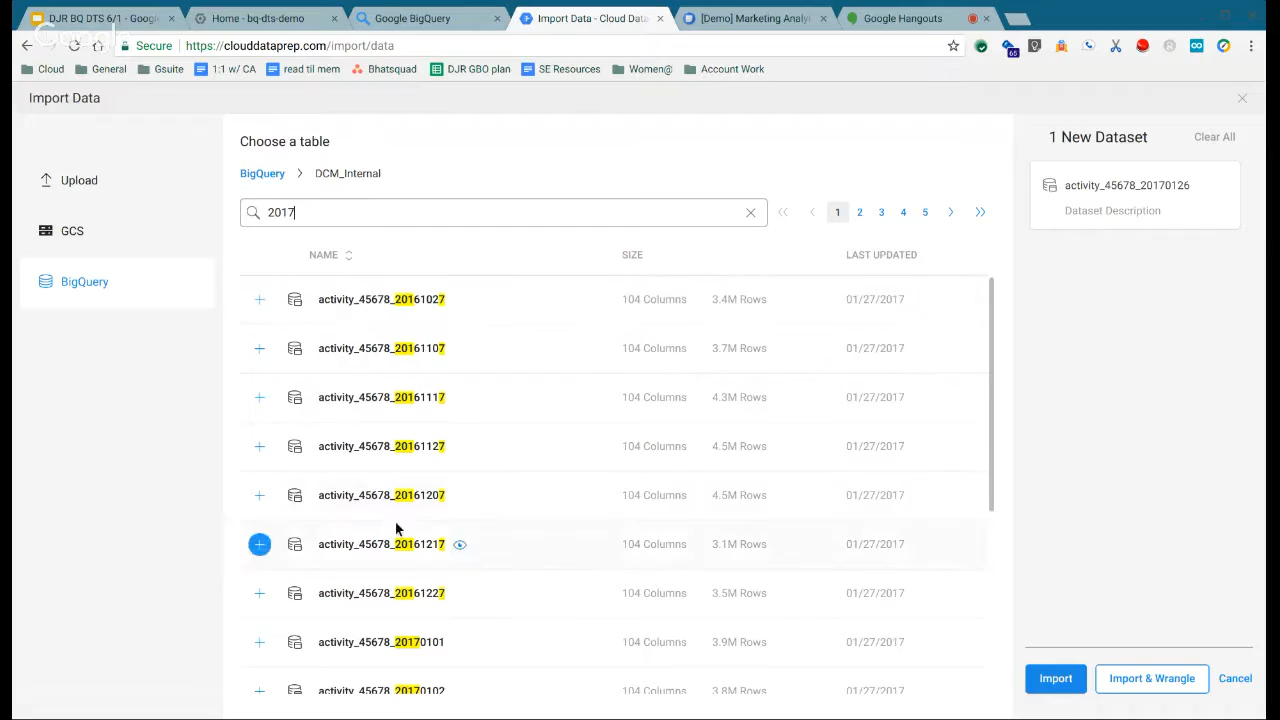 DJR BQ DTS 6/1 - Google
Home - bq-dts-demo
Google BigQuery
Import Data - Cloud Data
[Demo] Marketing Analy
Google Hangouts
Google
Secure
https://clouddataprep.com/import/data
65
Cloud
General
Gsuite
1:1 w/ CA
read til mem
Bhatsquad
DJR GBO plan
SE Resources
Women@
Account Work
Import Data
Upload
GCS
BigQuery
Choose a table
BigQuery > DCM_Internal
2017
1 2 3 4 5
NAME SIZE LAST UPDATED
activity_45678_20161027 104 Columns 3.4M Rows 01/27/2017
activity_45678_20161107 104 Columns 3.7M Rows 01/27/2017
activity_45678_20161117 104 Columns 4.3M Rows 01/27/2017
activity_45678_20161127 104 Columns 4.5M Rows 01/27/2017
activity_45678_20161207 104 Columns 4.5M Rows 01/27/2017
activity_45678_20161217 104 Columns 3.1M Rows 01/27/2017
activity_45678_20161227 104 Columns 3.5M Rows 01/27/2017
activity_45678_20170101 104 Columns 3.9M Rows 01/27/2017
activity_45678_20170102 104 Columns 3.8M Rows 01/27/2017
1 New Dataset
Clear All
activity_45678_20170126
Dataset Description
Import
Import & Wrangle
Cancel